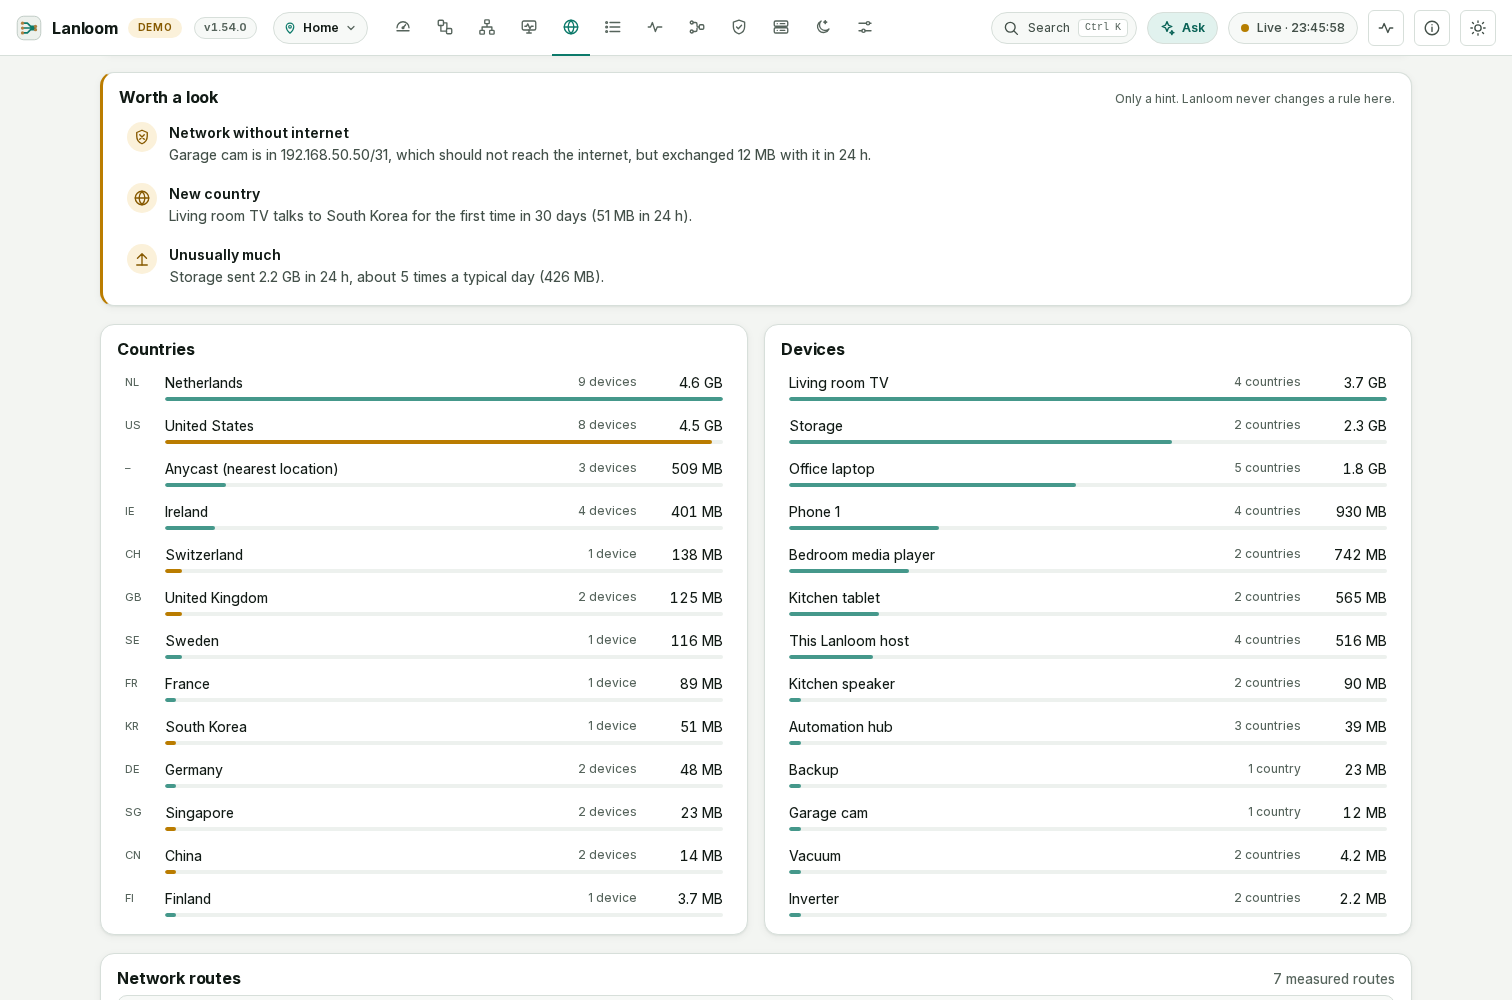 Lanloom DEMO v1.54.0 Home Search Ctrl K Ask Live · 23:45:58
Worth a look
Only a hint. Lanloom never changes a rule here.
Network without internet
Garage cam is in 192.168.50.50/31, which should not reach the internet, but exchanged 12 MB with it in 24 h.
New country
Living room TV talks to South Korea for the first time in 30 days (51 MB in 24 h).
Unusually much
Storage sent 2.2 GB in 24 h, about 5 times a typical day (426 MB).
Countries
NL Netherlands 9 devices 4.6 GB
US United States 8 devices 4.5 GB
– Anycast (nearest location) 3 devices 509 MB
IE Ireland 4 devices 401 MB
CH Switzerland 1 device 138 MB
GB United Kingdom 2 devices 125 MB
SE Sweden 1 device 116 MB
FR France 1 device 89 MB
KR South Korea 1 device 51 MB
DE Germany 2 devices 48 MB
SG Singapore 2 devices 23 MB
CN China 2 devices 14 MB
FI Finland 1 device 3.7 MB
Devices
Living room TV 4 countries 3.7 GB
Storage 2 countries 2.3 GB
Office laptop 5 countries 1.8 GB
Phone 1 4 countries 930 MB
Bedroom media player 2 countries 742 MB
Kitchen tablet 2 countries 565 MB
This Lanloom host 4 countries 516 MB
Kitchen speaker 2 countries 90 MB
Automation hub 3 countries 39 MB
Backup 1 country 23 MB
Garage cam 1 country 12 MB
Vacuum 2 countries 4.2 MB
Inverter 2 countries 2.2 MB
Network routes
7 measured routes